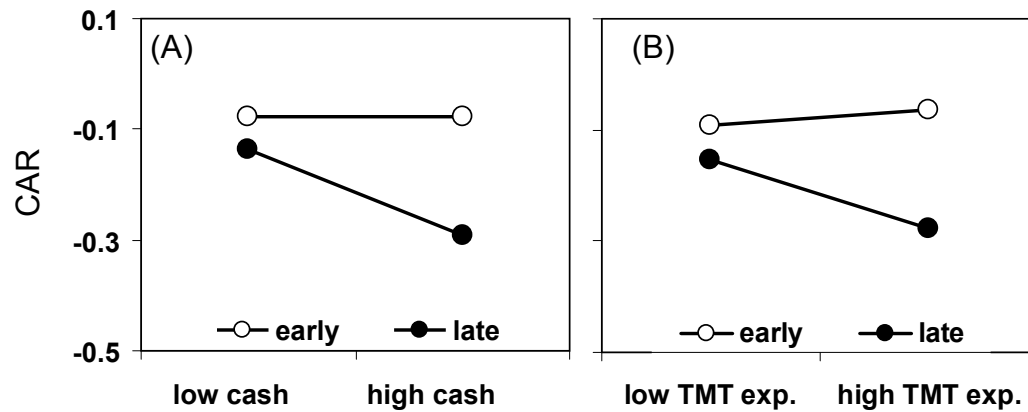 0.1
(A)
(B)
-0.1
CAR
-0.3
early
late
early
late
-0.5
low cash
high cash
low TMT exp.
high TMT exp.